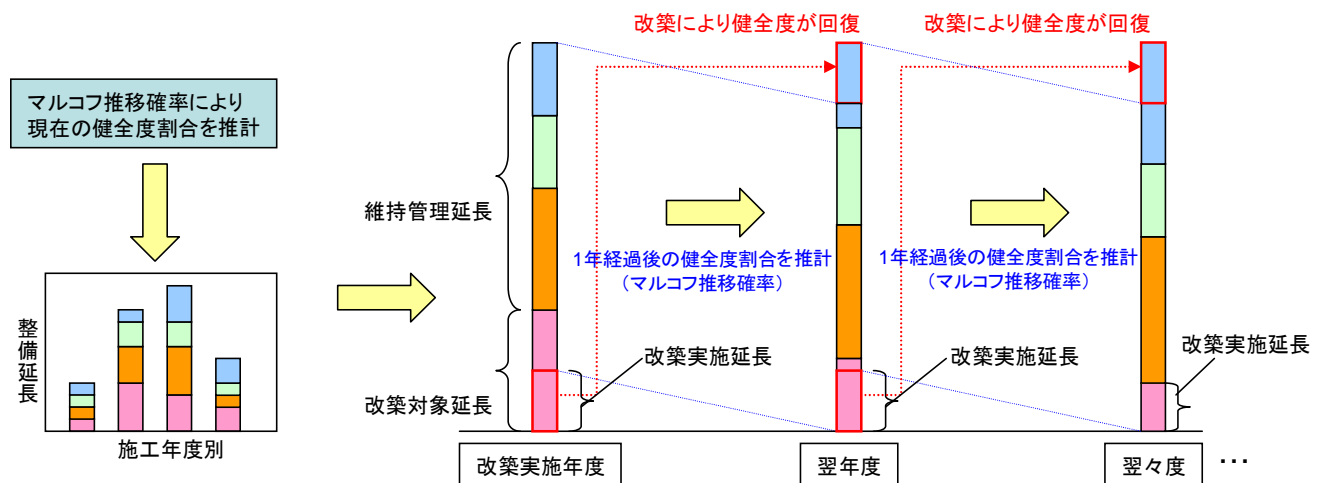 改築により健全度が回復
改築により健全度が回復
マルコフ推移確率により
現在の健全度割合を推計
維持管理延長
1年経過後の健全度割合を推計
（マルコフ推移確率）
1年経過後の健全度割合を推計
（マルコフ推移確率）
整備延長
改築実施延長
改築実施延長
改築実施延長
改築対象延長
施工年度別
改築実施年度
翌年度
翌々度
…